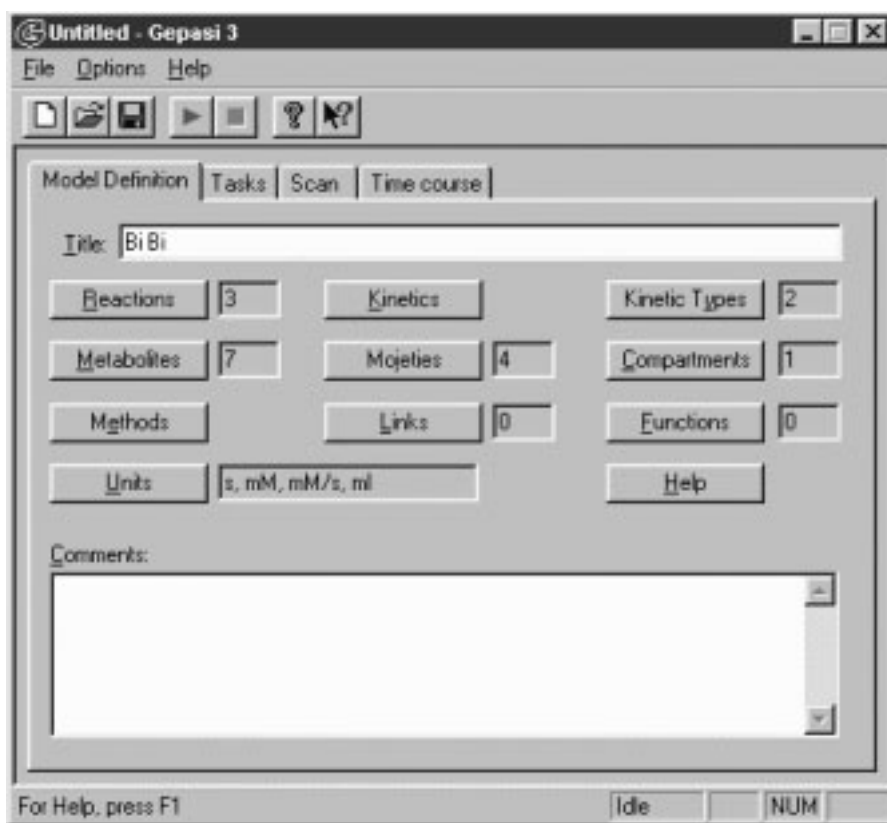 Untitled - Gepasi 3
File Options Help
Model Definition Tasks Scan Time course
Title: Bi Bi
Reactions 3 Kinetics Kinetic Types 2
Metabolites 7 Mojeties 4 Compartments 1
Methods Links 0 Functions 0
Units s, mM, mM/s, ml Help
Comments:
For Help, press F1 Idle NUM